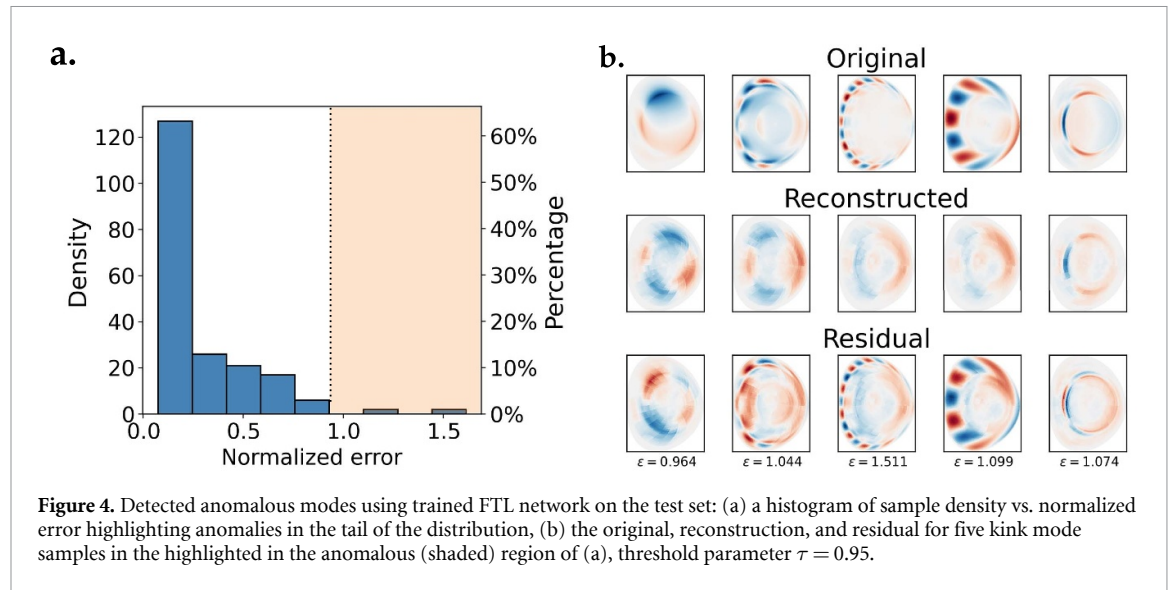 a.
120
100
80
60
40
20
0
Density
0.0 0.5 1.0 1.5
Normalized error
60%
50%
40%
30%
20%
10%
0%
Percentage
b.
Original
Reconstructed
Residual
ε = 0.964 ε = 1.044 ε = 1.511 ε = 1.099 ε = 1.074
Figure 4. Detected anomalous modes using trained FTL network on the test set: (a) a histogram of sample density vs. normalized
error highlighting anomalies in the tail of the distribution, (b) the original, reconstruction, and residual for five kink mode
samples in the highlighted in the anomalous (shaded) region of (a), threshold parameter τ = 0.95.